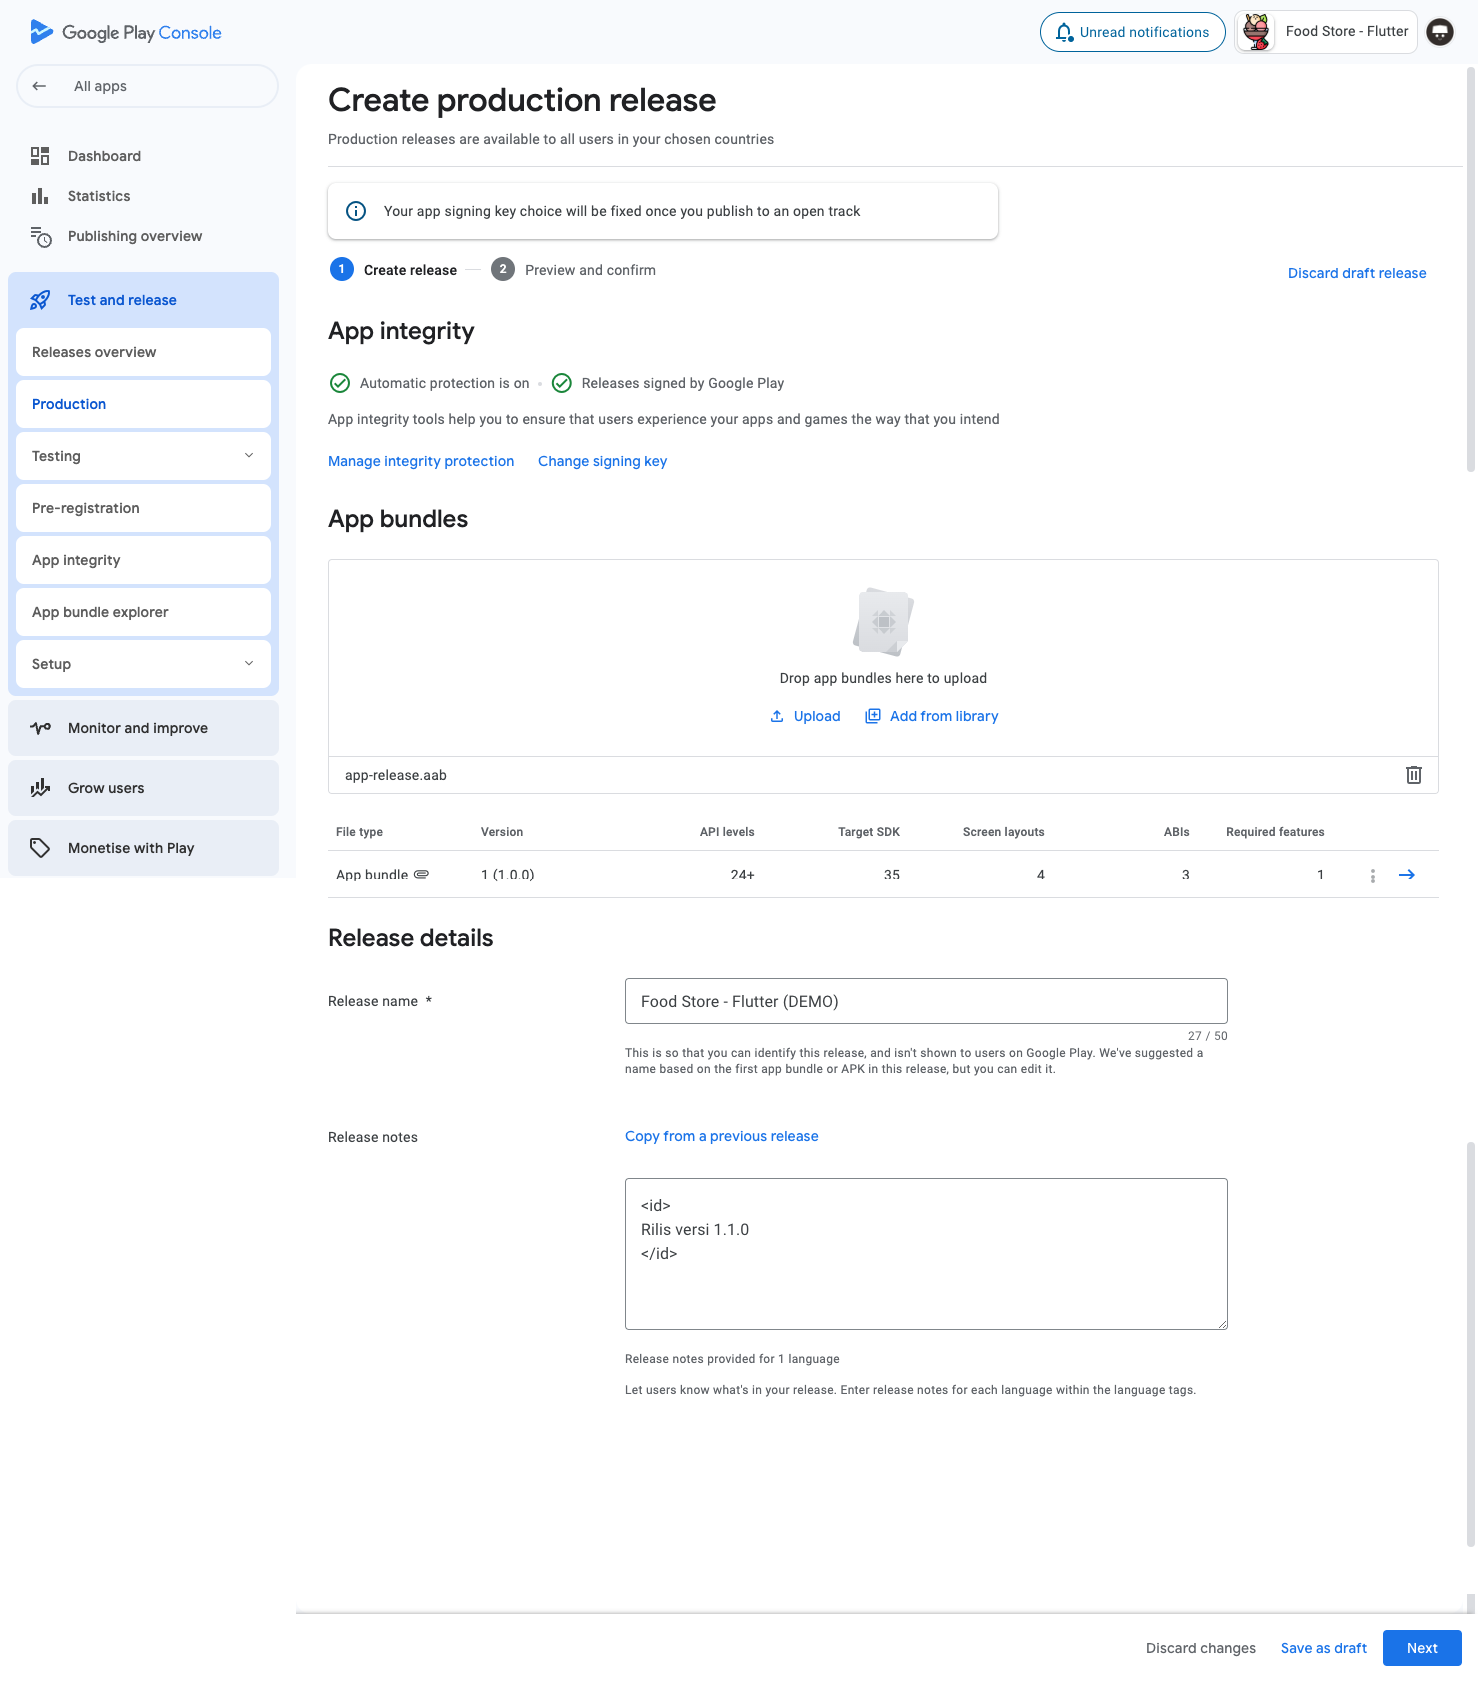 Google Play Console
Unread notifications
Food Store - Flutter
All apps
Dashboard
Statistics
Publishing overview
Test and release
Releases overview
Production
Testing
Pre-registration
App integrity
App bundle explorer
Setup
Monitor and improve
Grow users
Monetise with Play
Create production release
Production releases are available to all users in your chosen countries
Your app signing key choice will be fixed once you publish to an open track
1 Create release 2 Preview and confirm
Discard draft release
App integrity
Automatic protection is on • Releases signed by Google Play
App integrity tools help you to ensure that users experience your apps and games the way that you intend
Manage integrity protection Change signing key
App bundles
Drop app bundles here to upload
Upload Add from library
app-release.aab
File type Version API levels Target SDK Screen layouts ABIs Required features
App bundle 1 (1.0.0) 24+ 35 4 3 1
Release details
Release name *
Food Store - Flutter (DEMO)
27 / 50
This is so that you can identify this release, and isn't shown to users on Google Play. We've suggested a
name based on the first app bundle or APK in this release, but you can edit it.
Release notes
Copy from a previous release
<id>
Rilis versi 1.1.0
</id>
Release notes provided for 1 language
Let users know what's in your release. Enter release notes for each language within the language tags.
Discard changes Save as draft Next